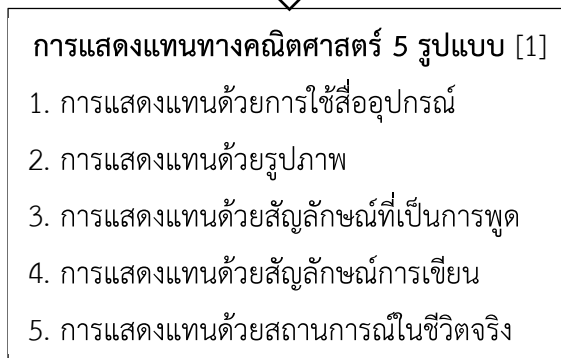 การแสดงแทนทางคณิตศาสตร์ 5 รูปแบบ [1]
1. การแสดงแทนด้วยการใช้สื่ออุปกรณ์
2. การแสดงแทนด้วยรูปภาพ
3. การแสดงแทนด้วยสัญลักษณ์ที่เป็นการพูด
4. การแสดงแทนด้วยสัญลักษณ์การเขียน
5. การแสดงแทนด้วยสถานการณ์ในชีวิตจริง